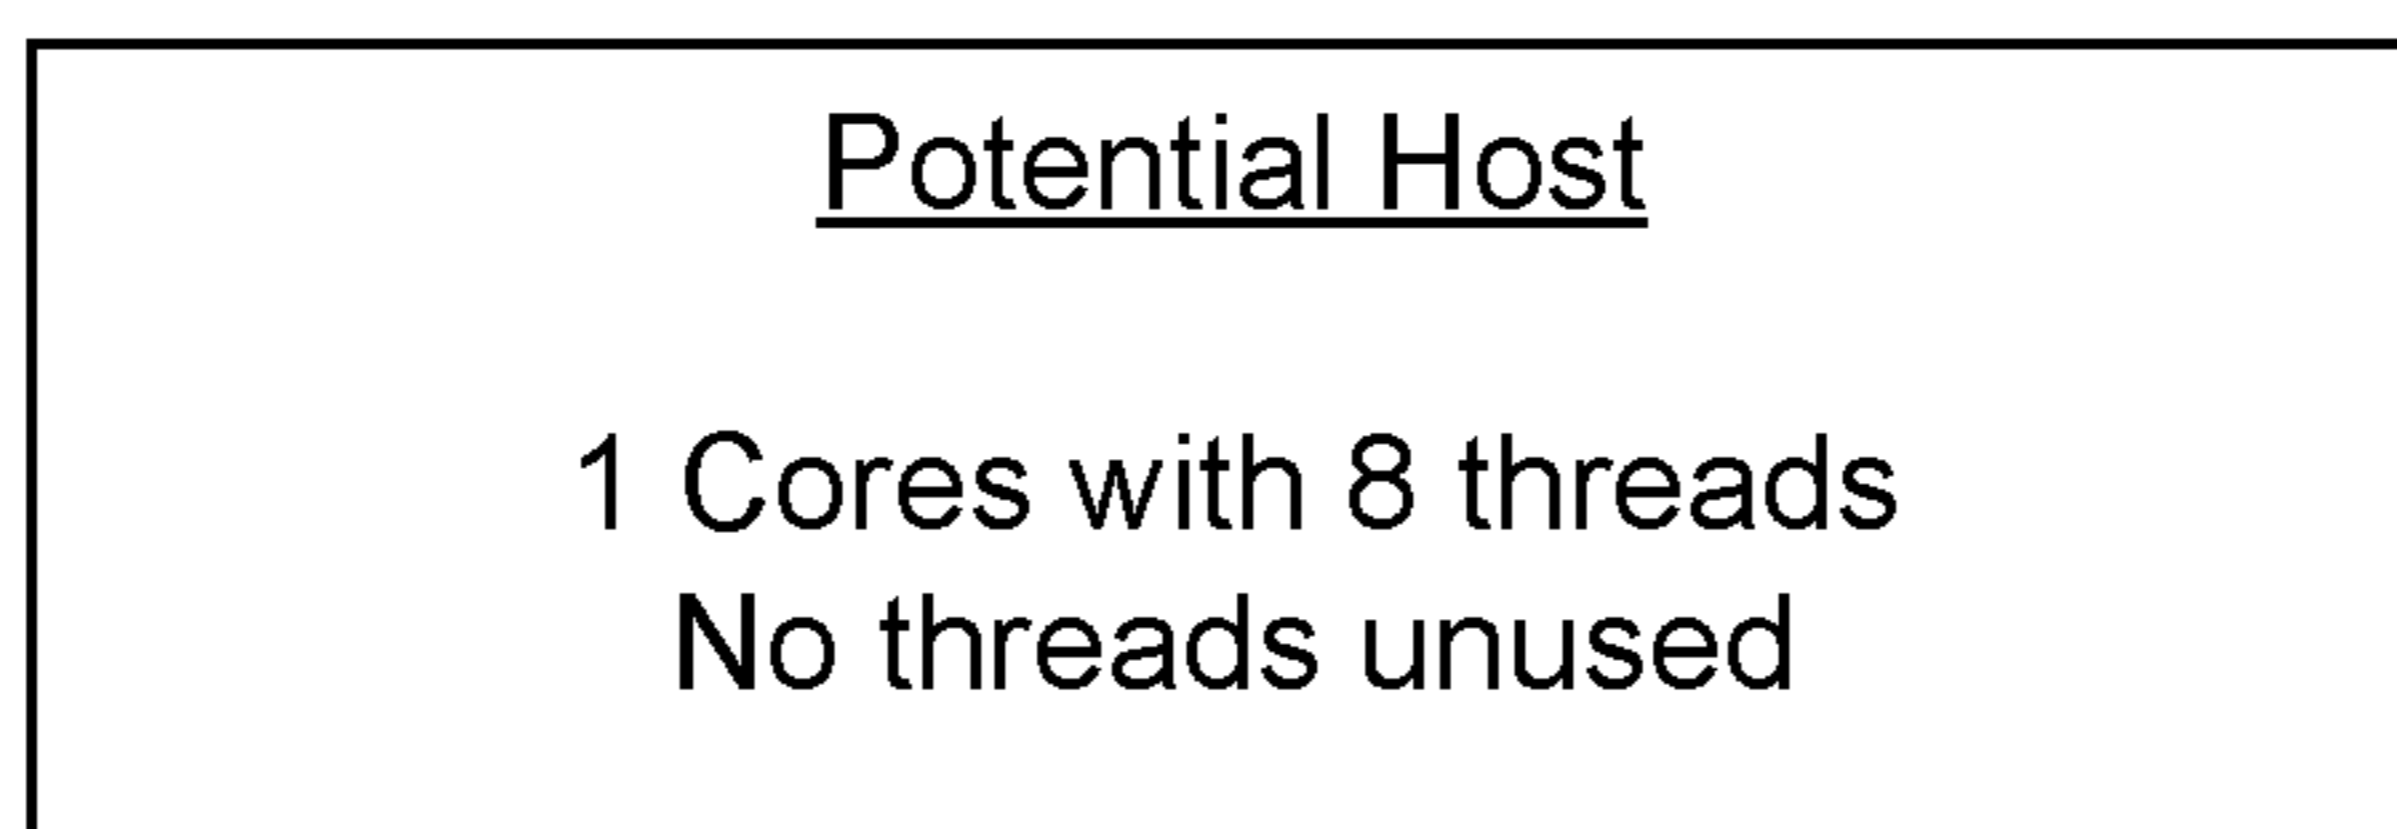 Potential Host
1 Cores with 8 threads
No threads unused